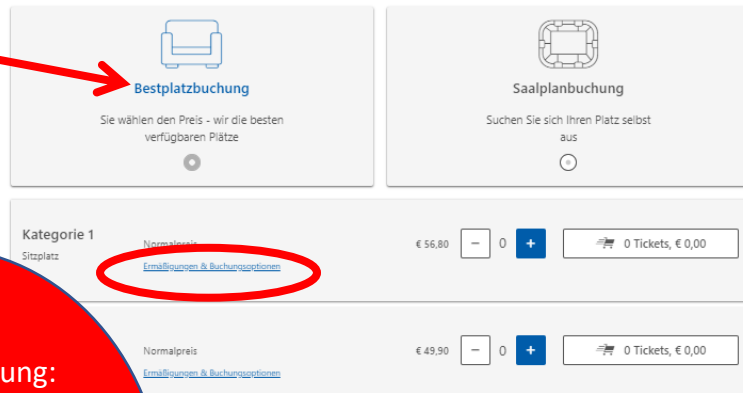 Bestplatzbuchung
Sie wählen den Preis - wir die besten
verfügbaren Plätze
Saalplanbuchung
Suchen Sie sich Ihren Platz selbst
aus
Kategorie 1
Sitzplatz
Normalpreis
Ermäßigungen & Buchungsoptionen
€ 56,80 − 0 + 0 Tickets, € 0,00
ung:
Normalpreis
Ermäßigungen & Buchungsoptionen
€ 49,90 − 0 + 0 Tickets, € 0,00